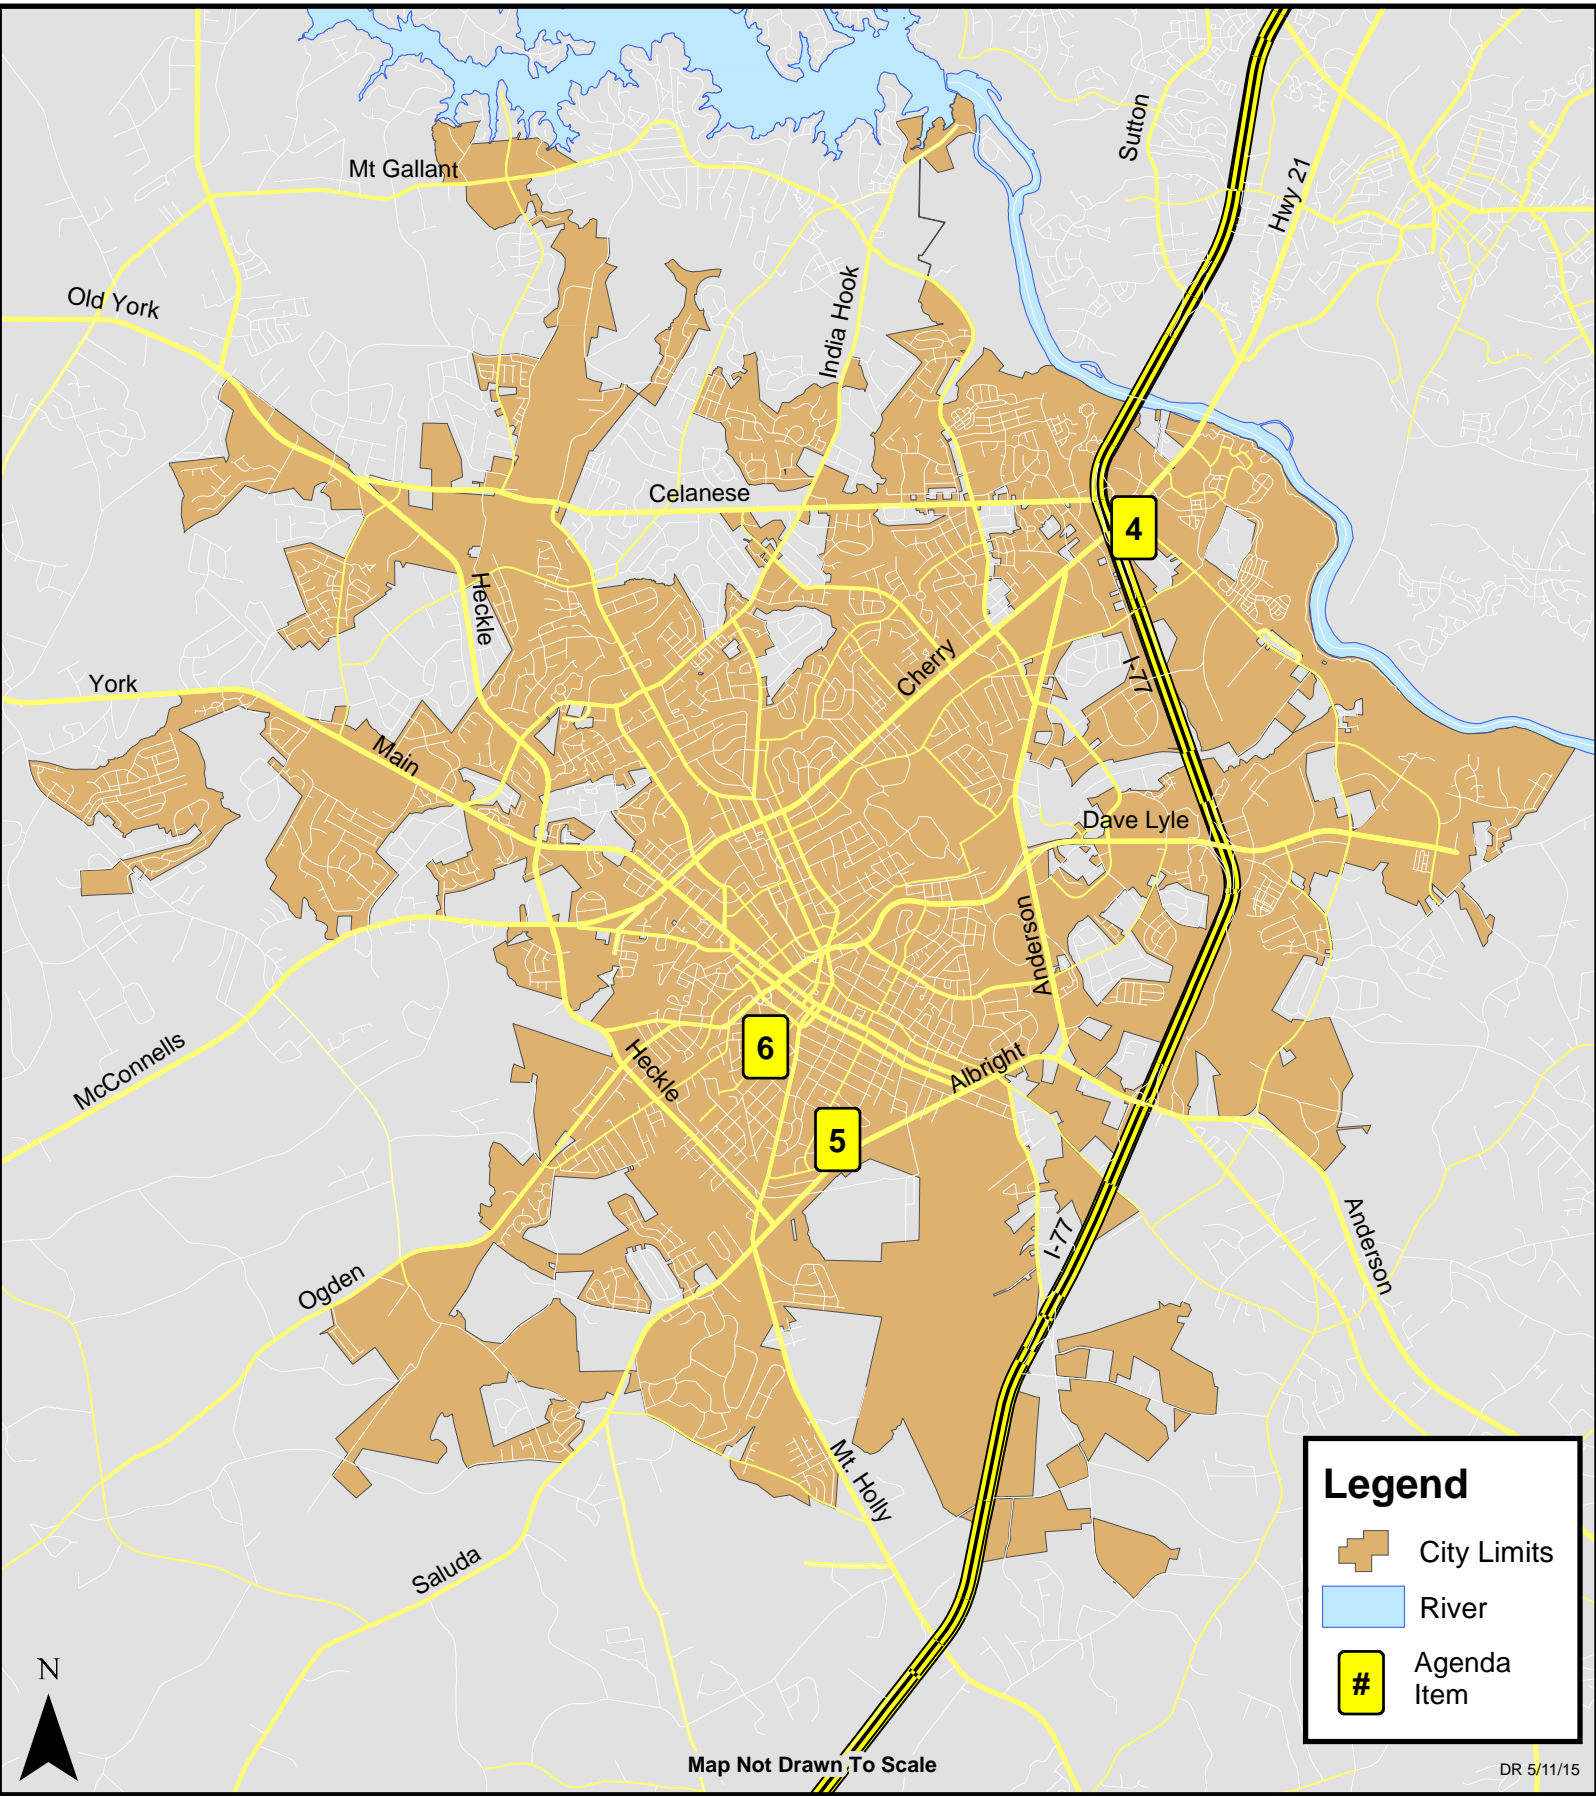 Sutton
Mt Gallant
Hwy 21
Old York
India Hook
Celanese
4
Heckle
Cherry
I-77
York
Main
Dave Lyle
Anderson
6
Heckle
Albright
McConnells
5
I-77
Anderson
Ogden
Mt. Holly
Saluda
Legend
City Limits
River
#
Agenda
Item
N
Map Not Drawn To Scale
DR 5/11/15